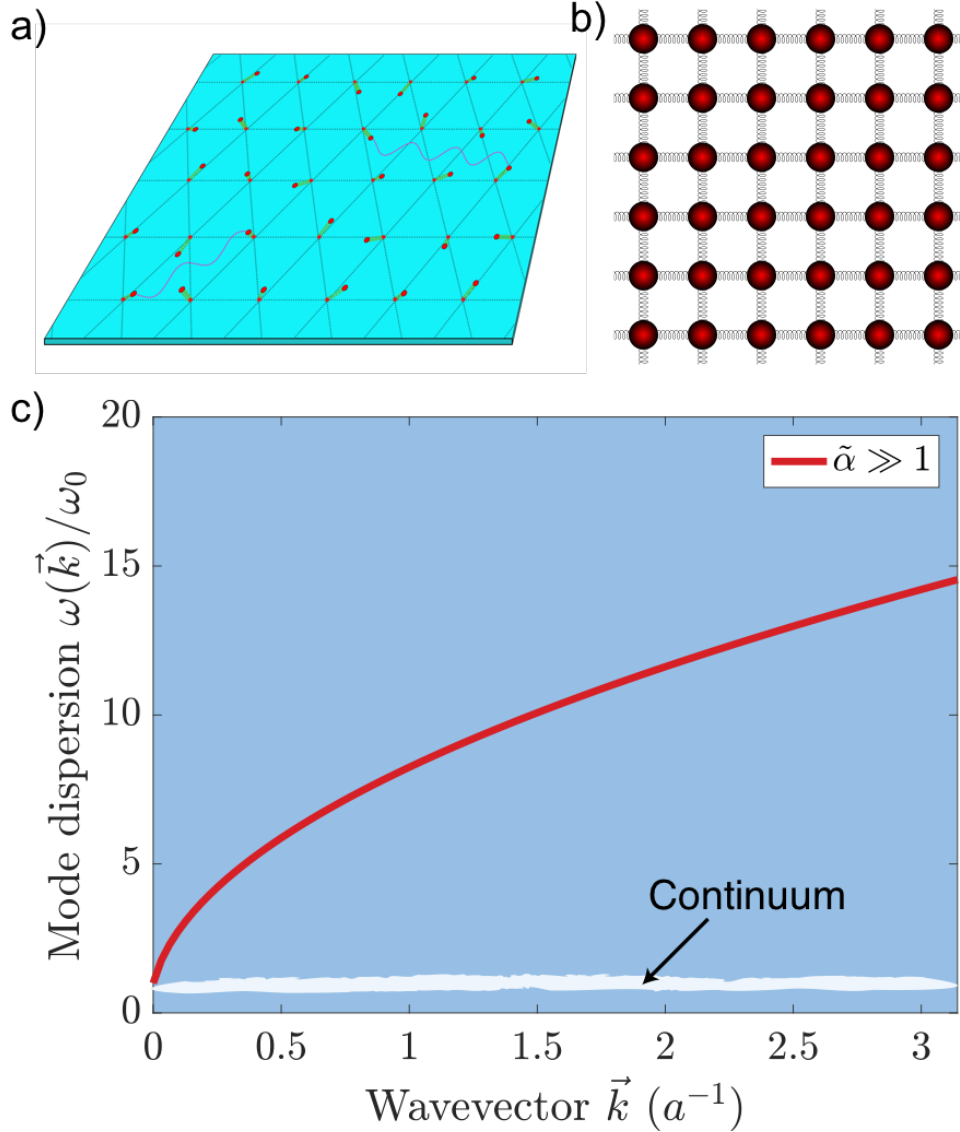 a)
b)
c)
20
15
10
5
0
α̃ ≫ 1
Continuum
Mode dispersion ω(k⃗)/ω₀
0 0.5 1 1.5 2 2.5 3
Wavevector k⃗ (a⁻¹)